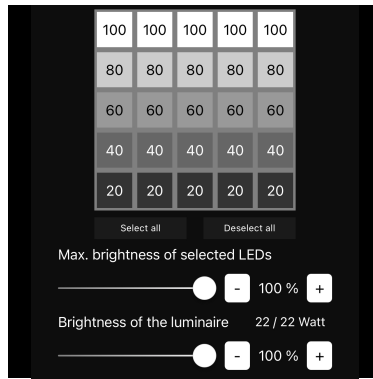 100 100 100 100 100
80 80 80 80 80
60 60 60 60 60
40 40 40 40 40
20 20 20 20 20
Select all Deselect all
Max. brightness of selected LEDs
- 100 % +
Brightness of the luminaire 22 / 22 Watt
- 100 % +